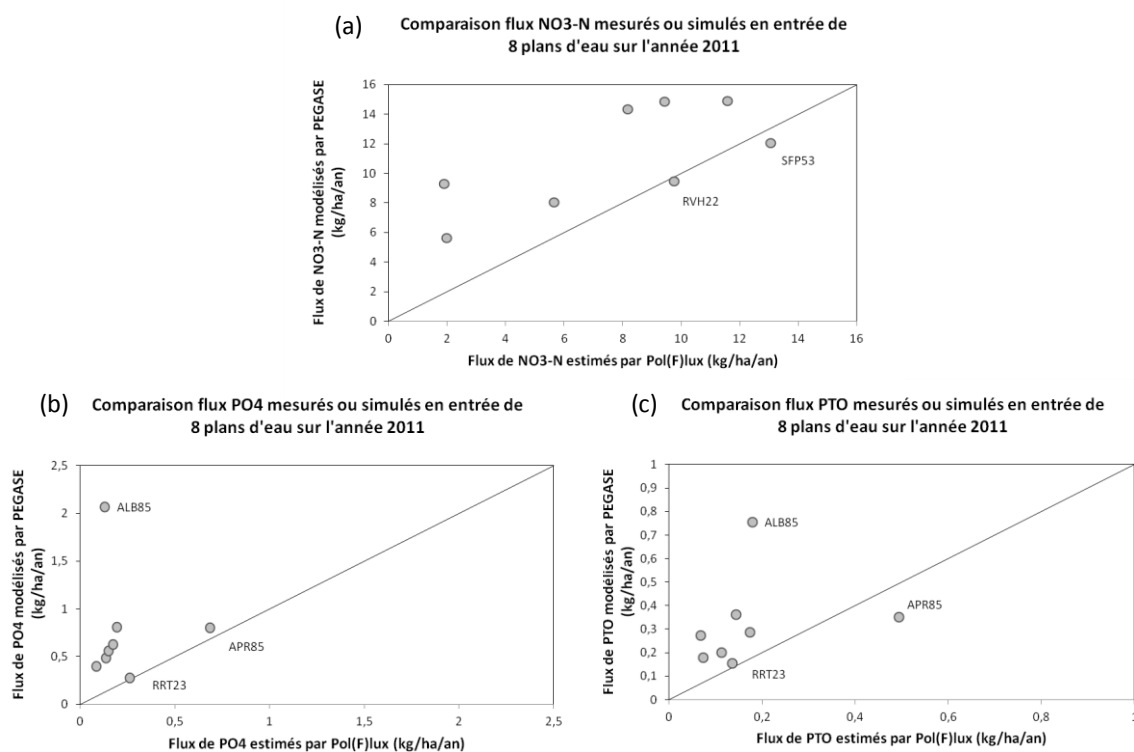 (a)
Comparaison flux NO3-N mesurés ou simulés en entrée de
8 plans d'eau sur l'année 2011
Flux de NO3-N modélisés par PEGASE
(kg/ha/an)
16
14
12
10
8
6
4
2
0
SFP53
RVH22
0 2 4 6 8 10 12 14 16
Flux de NO3-N estimés par Pol(F)lux (kg/ha/an)
(b)
Comparaison flux PO4 mesurés ou simulés en entrée de
8 plans d'eau sur l'année 2011
Flux de PO4 modélisés par PEGASE
(kg/ha/an)
2,5
2
1,5
1
0,5
0
ALB85
APR85
RRT23
0 0,5 1 1,5 2 2,5
Flux de PO4 estimés par Pol(F)lux (kg/ha/an)
(c)
Comparaison flux PTO mesurés ou simulés en entrée de
8 plans d'eau sur l'année 2011
Flux de PTO modélisés par PEGASE
(kg/ha/an)
1
0,9
0,8
0,7
0,6
0,5
0,4
0,3
0,2
0,1
0
ALB85
APR85
RRT23
0 0,2 0,4 0,6 0,8 1
Flux de PTO estimés par Pol(F)lux (kg/ha/an)